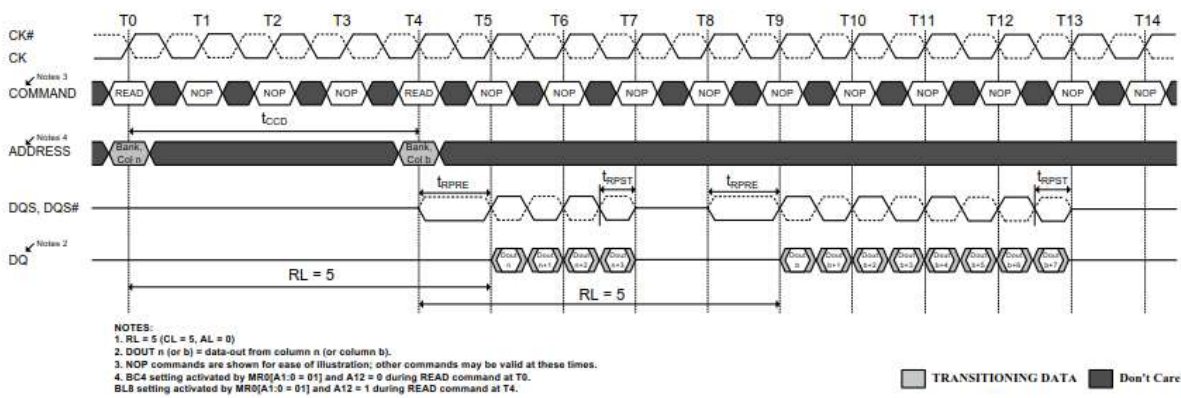 T0 T1 T2 T3 T4 T5 T6 T7 T8 T9 T10 T11 T12 T13 T14
CK#
CK
Notes 3
COMMAND READ NOP NOP NOP READ NOP NOP NOP NOP NOP NOP NOP NOP NOP NOP
tCCD
Notes 4
ADDRESS Bank, Col n Bank, Col b
tRPRE tRPST tRPRE tRPST
DQS, DQS#
Notes 2
DQ Dout n Dout n+1 Dout n+2 Dout n+3 Dout b Dout b+1 Dout b+2 Dout b+3 Dout b+4 Dout b+5 Dout b+6 Dout b+7
RL = 5
RL = 5
NOTES:
1. RL = 5 (CL = 5, AL = 0)
2. DOUT n (or b) = data-out from column n (or column b).
3. NOP commands are shown for ease of illustration; other commands may be valid at these times.
4. BC4 setting activated by MR0[A1:0 = 01] and A12 = 0 during READ command at T0.
BL8 setting activated by MR0[A1:0 = 01] and A12 = 1 during READ command at T4.
TRANSITIONING DATA Don't Care